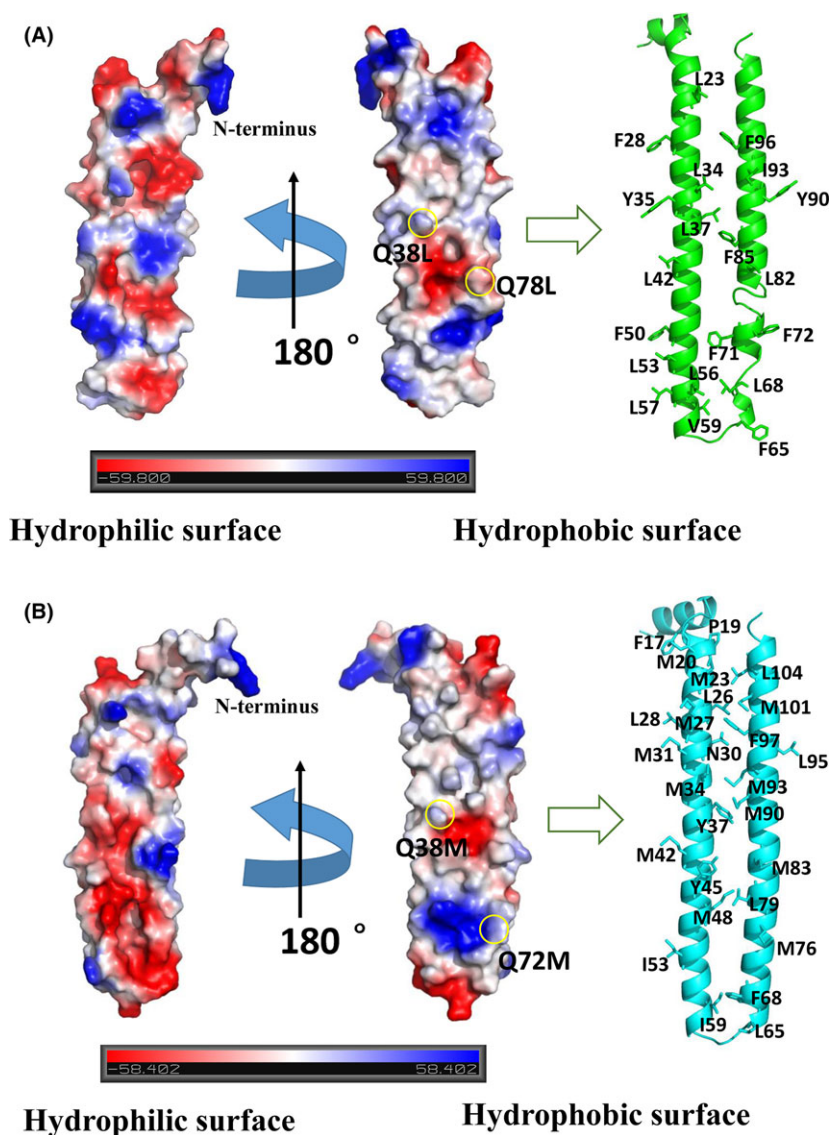 (A)
N-terminus
Q38L
Q78L
180 °
L23
F28
F96
L34
I93
Y35
Y90
L37
F85
L42
L82
F50
F72
F71
L53
L56
L68
L57
V59
F65
-59.800
59.800
Hydrophilic surface
Hydrophobic surface
(B)
N-terminus
Q38M
Q72M
180 °
P19
F17
M20
M23
L104
L26
M101
L28
M27
F97
M31
N30
L95
M34
M93
M90
Y37
M42
M83
Y45
L79
M48
M76
I53
F68
I59
L65
-58.402
58.402
Hydrophilic surface
Hydrophobic surface